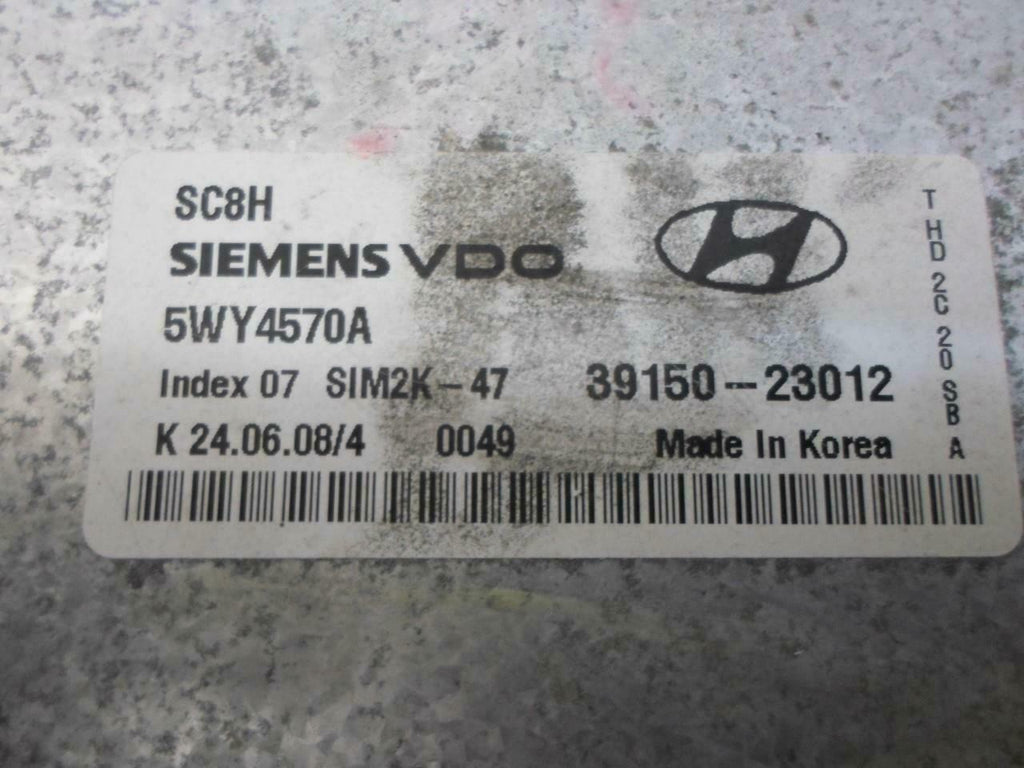 SC8H
SIEMENS VDO
5WY4570A
Index 07 SIM2K-47 39150-23012
K 24.06.08/4 0049 Made In Korea
THD 2C 20 SB A